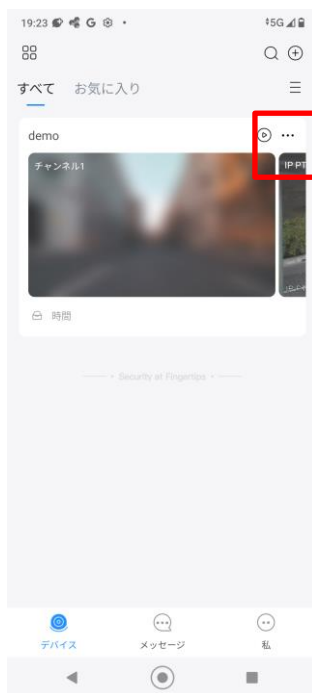 19:23 G
5G
すべて お気に入り
demo
チャンネル1
IP PT
時間
Security at Fingertips
デバイス メッセージ 私